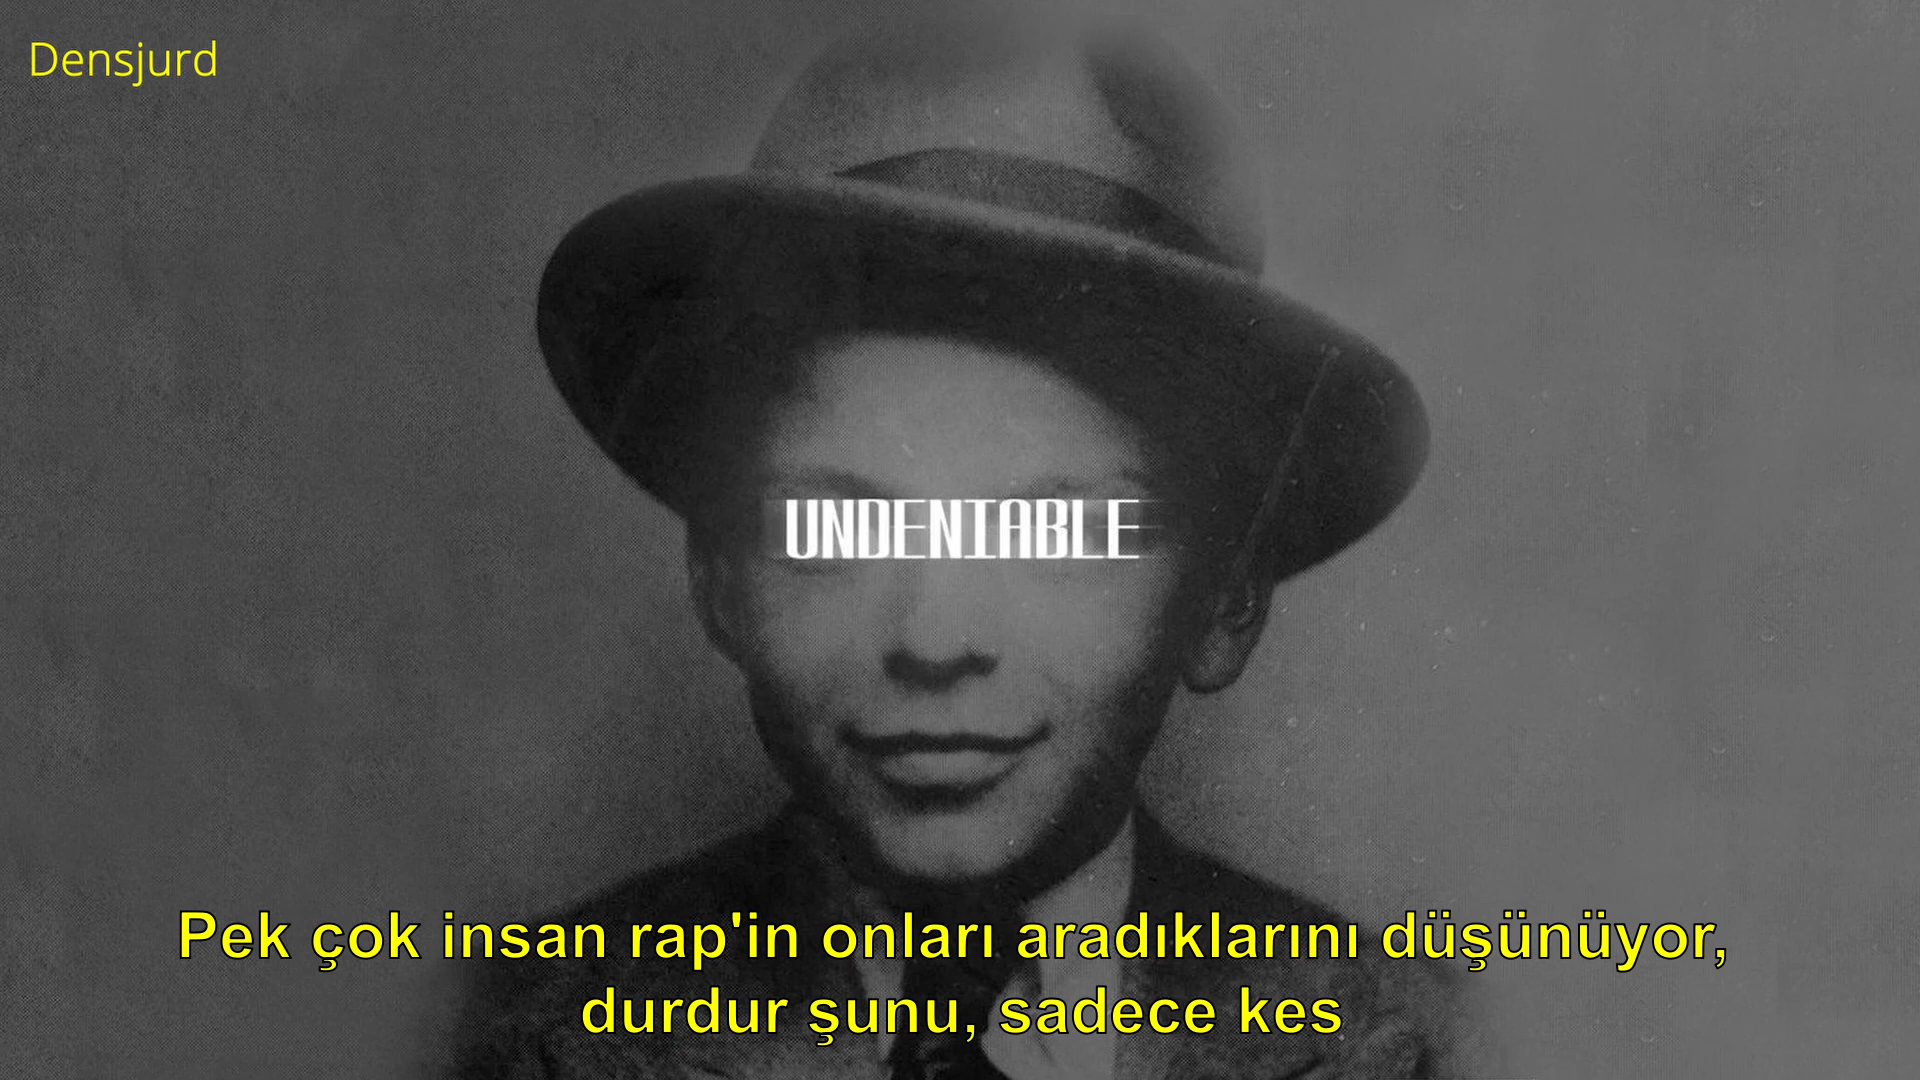 Densjurd
UNDENIABLE
Pek çok insan rap'in onları aradıklarını düşünüyor,
durdur şunu, sadece kes